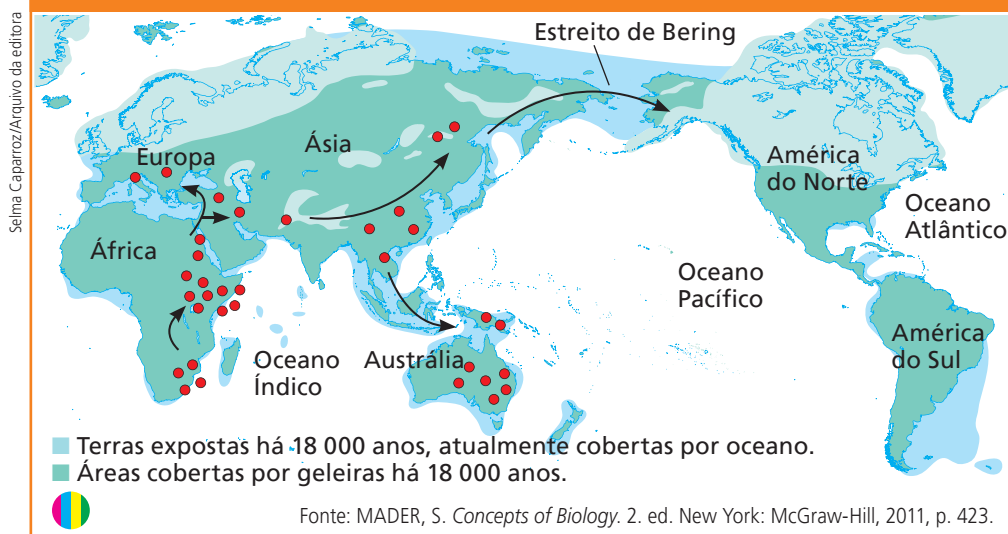 Selma Caparroz/Arquivo da editora
Estreito de Bering
Europa
Ásia
América
do Norte
Oceano
Atlântico
África
Oceano
Pacífico
Oceano
Índico
Austrália
América
do Sul
Terras expostas há 18 000 anos, atualmente cobertas por oceano.
Áreas cobertas por geleiras há 18 000 anos.
Fonte: MADER, S. Concepts of Biology. 2. ed. New York: McGraw-Hill, 2011, p. 423.